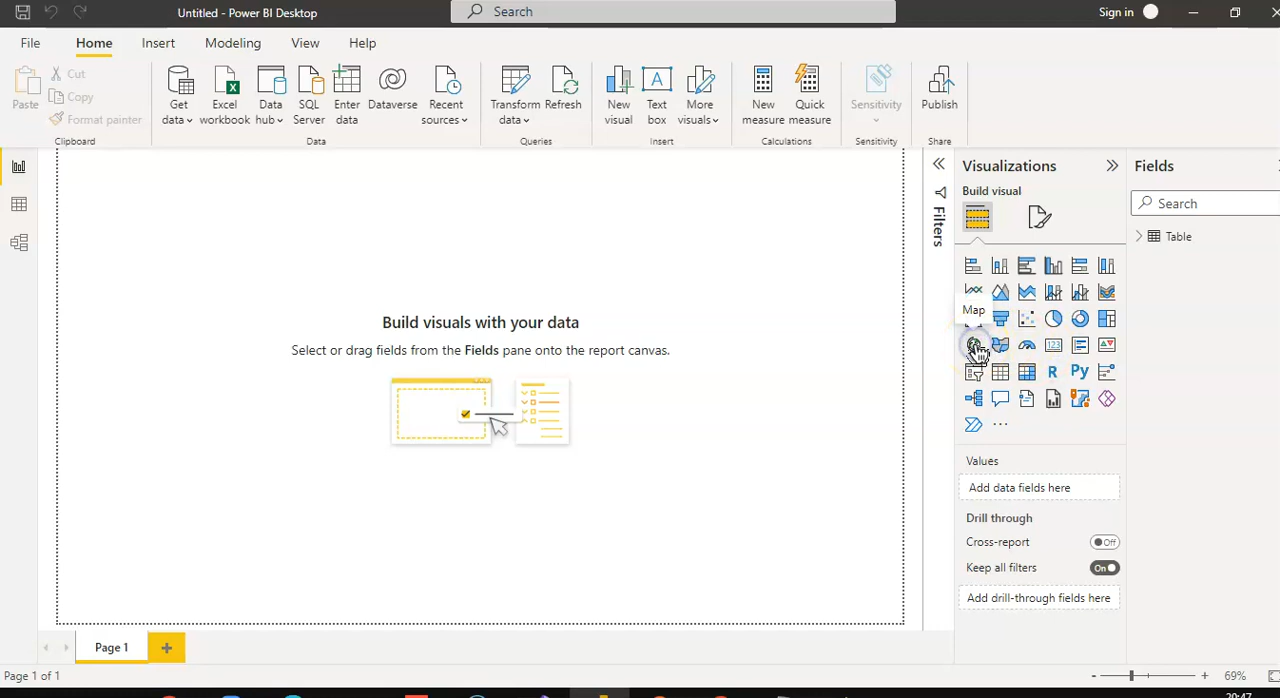 Untitled - Power BI Desktop
Search
Sign in
File
Home
Insert
Modeling
View
Help
Paste
Cut
Copy
Format painter
Clipboard
Get data
Excel workbook
Data hub
SQL Server
Enter data
Dataverse
Recent sources
Data
Transform data
Refresh
Queries
New visual
Text box
More visuals
Insert
New measure
Quick measure
Calculations
Sensitivity
Sensitivity
Publish
Share
Build visuals with your data
Select or drag fields from the Fields pane onto the report canvas.
Filters
Visualizations
Build visual
Map
123
R
Py
Values
Add data fields here
Drill through
Cross-report
Off
Keep all filters
On
Add drill-through fields here
Fields
Search
Table
Page 1
Page 1 of 1
- + 69%
20:47